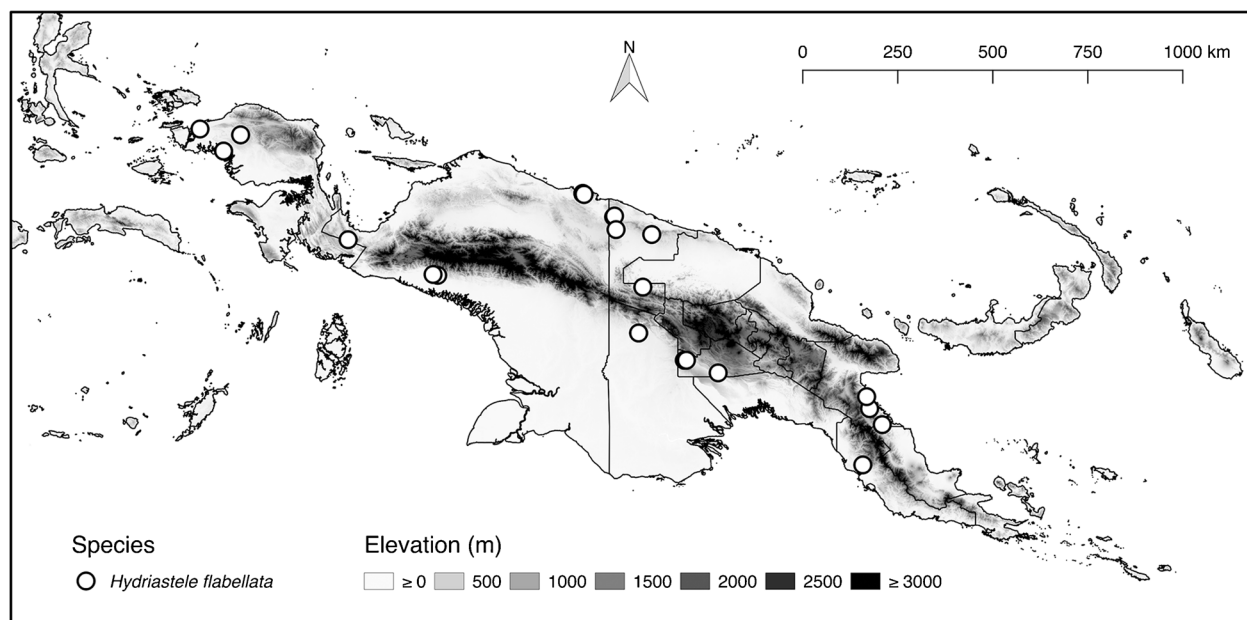 N
0 250 500 750 1000 km
Species Elevation (m)
Hydriastele flabellata ≥ 0 500 1000 1500 2000 2500 ≥ 3000